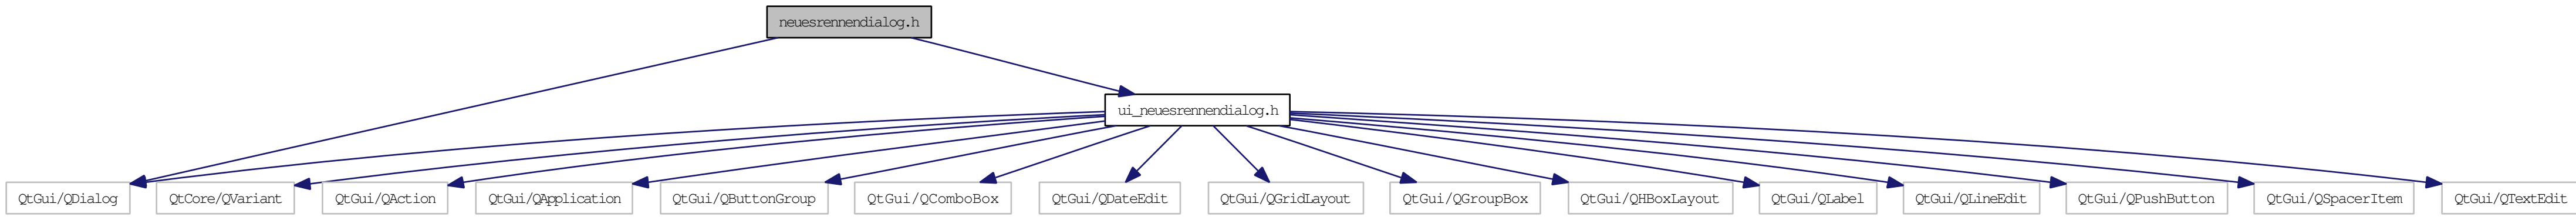 neuesrennendialog.h
ui_neuesrennendialog.h
QtGui/QDialog
QtCore/QVariant
QtGui/QAction
QtGui/QApplication
QtGui/QButtonGroup
QtGui/QComboBox
QtGui/QDateEdit
QtGui/QGridLayout
QtGui/QGroupBox
QtGui/QHBoxLayout
QtGui/QLabel
QtGui/QLineEdit
QtGui/QPushButton
QtGui/QSpacerItem
QtGui/QTextEdit